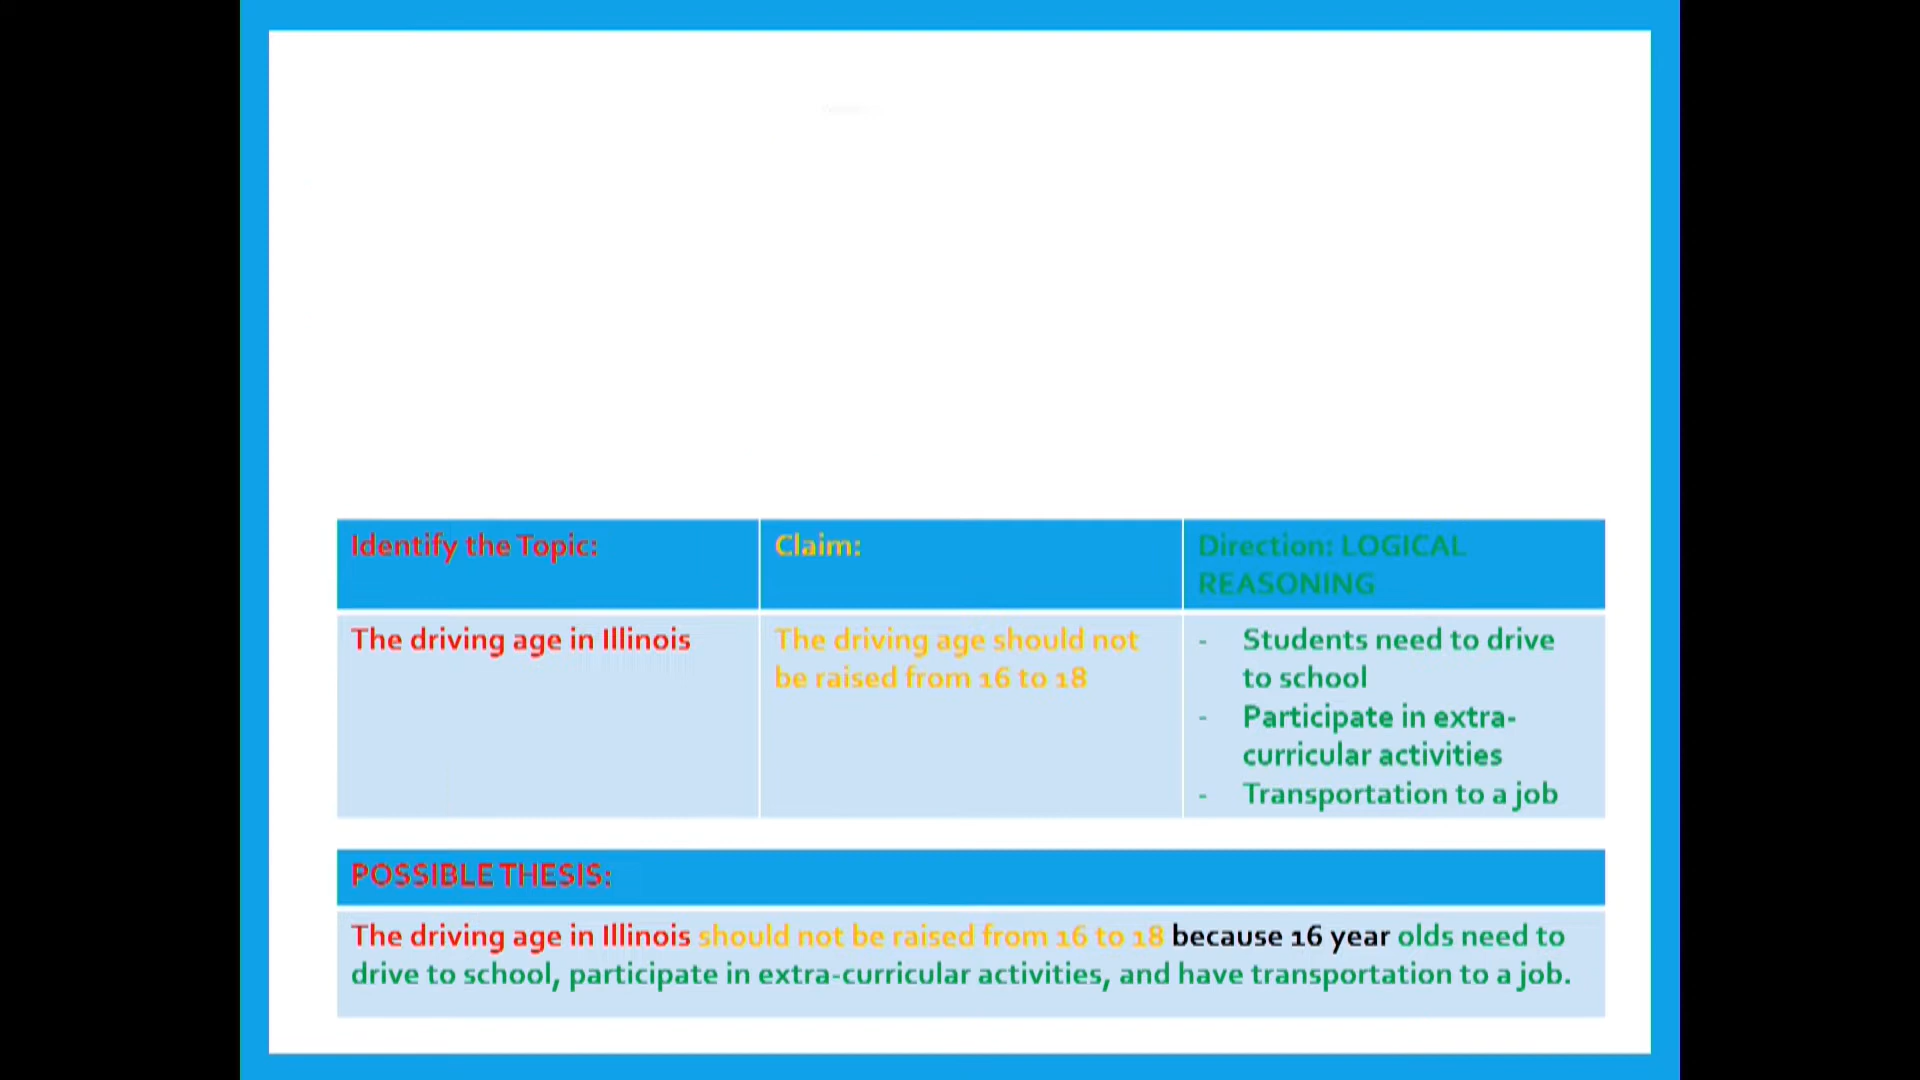 Identify the Topic:
Claim:
Direction: LOGICAL
REASONING
The driving age in Illinois
The driving age should not
be raised from 16 to 18
- Students need to drive
to school
- Participate in extra-
curricular activities
- Transportation to a job
POSSIBLE THESIS:
The driving age in Illinois should not be raised from 16 to 18 because 16 year olds need to
drive to school, participate in extra-curricular activities, and have transportation to a job.